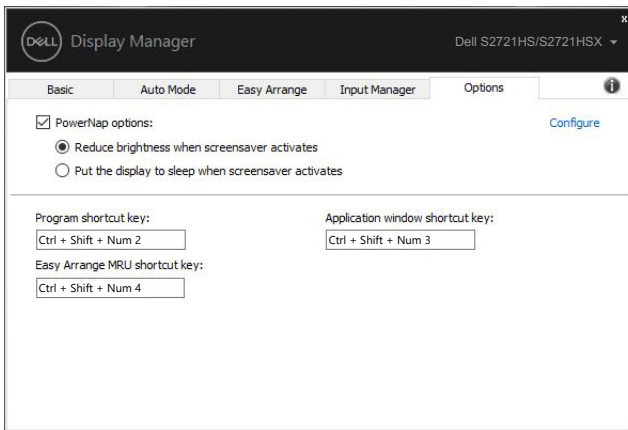 x
DELL Display Manager
Dell S2721HS/S2721HSX
Basic Auto Mode Easy Arrange Input Manager Options
PowerNap options: Configure
Reduce brightness when screensaver activates
Put the display to sleep when screensaver activates
Program shortcut key: Application window shortcut key:
Ctrl + Shift + Num 2 Ctrl + Shift + Num 3
Easy Arrange MRU shortcut key:
Ctrl + Shift + Num 4